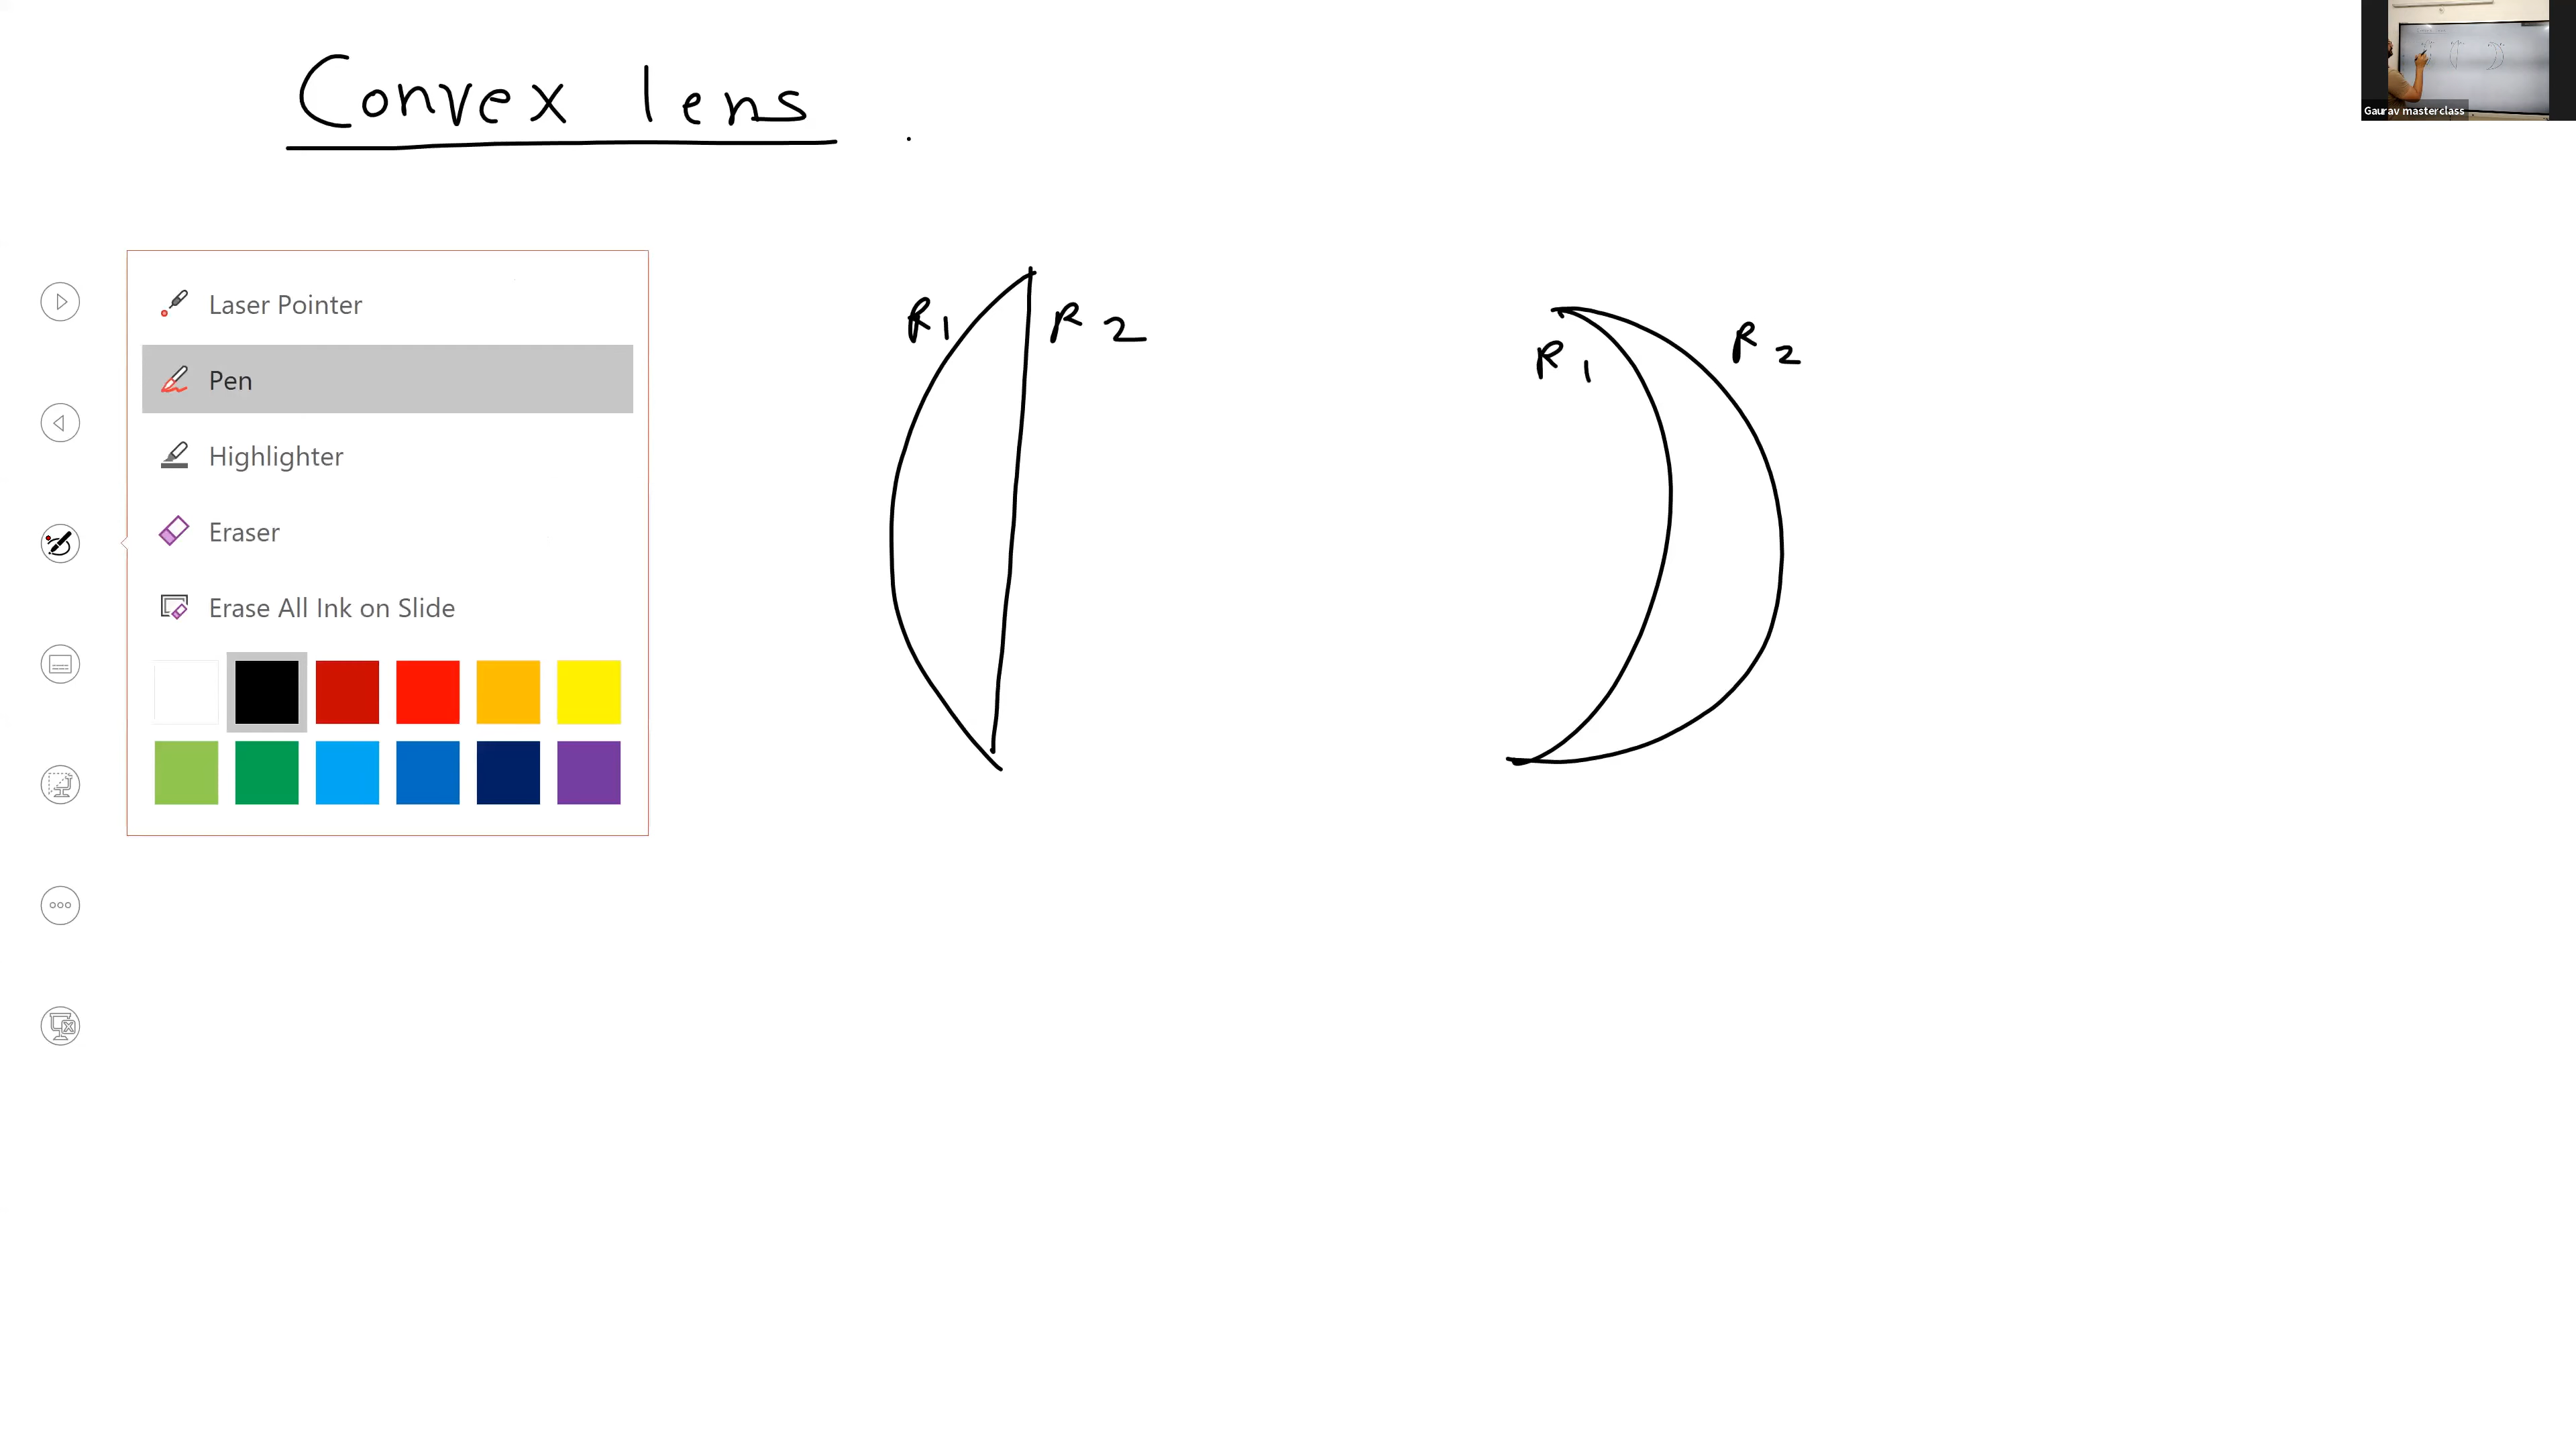 Convex lens
Laser Pointer
Pen
Highlighter
Eraser
Erase All Ink on Slide
R1 R2
R1 R2
Gaurav masterclass